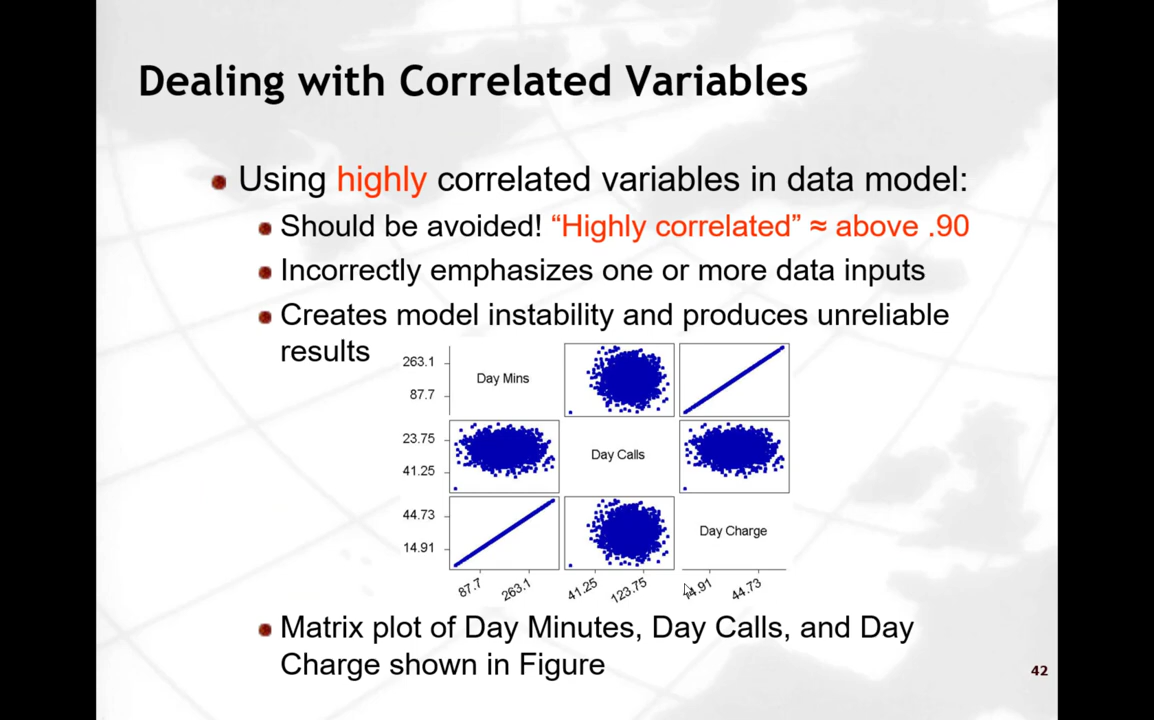 Dealing with Correlated Variables
Using highly correlated variables in data model:
Should be avoided! “Highly correlated” ≈ above .90
Incorrectly emphasizes one or more data inputs
Creates model instability and produces unreliable
results
263.1
Day Mins
87.7
23.75
Day Calls
41.25
44.73
Day Charge
14.91
87.7 263.1 41.25 123.75 14.91 44.73
Matrix plot of Day Minutes, Day Calls, and Day
Charge shown in Figure
42